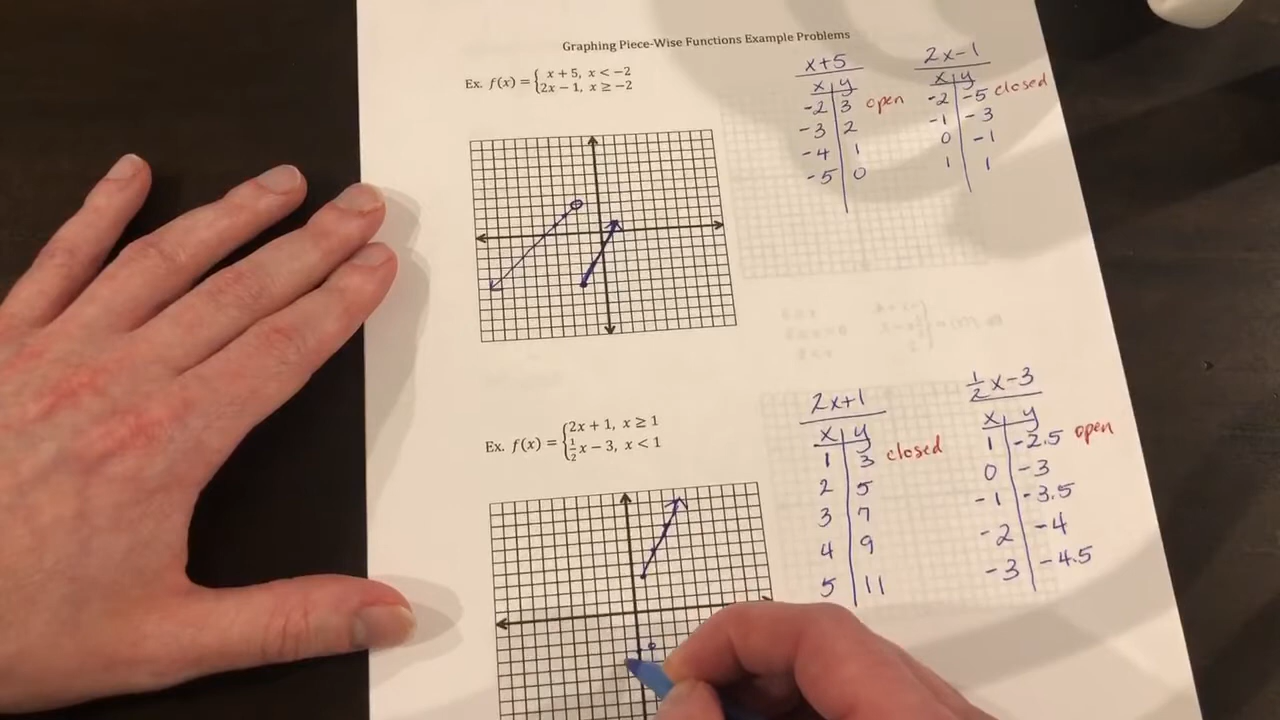 Graphing Piece-Wise Functions Example Problems
Ex. f(x) = { x + 5, x < −2
2x − 1, x ≥ −2
x+5
x y
-2 3 open
-3 2
-4 1
-5 0
2x-1
x y
-2 -5 closed
-1 -3
0 -1
1 1
Ex. f(x) = { 2x + 1, x ≥ 1
1/2 x − 3, x < 1
2x+1
x y
1 3 closed
2 5
3 7
4 9
5 11
1/2 x-3
x y
1 -2.5 open
0 -3
-1 -3.5
-2 -4
-3 -4.5